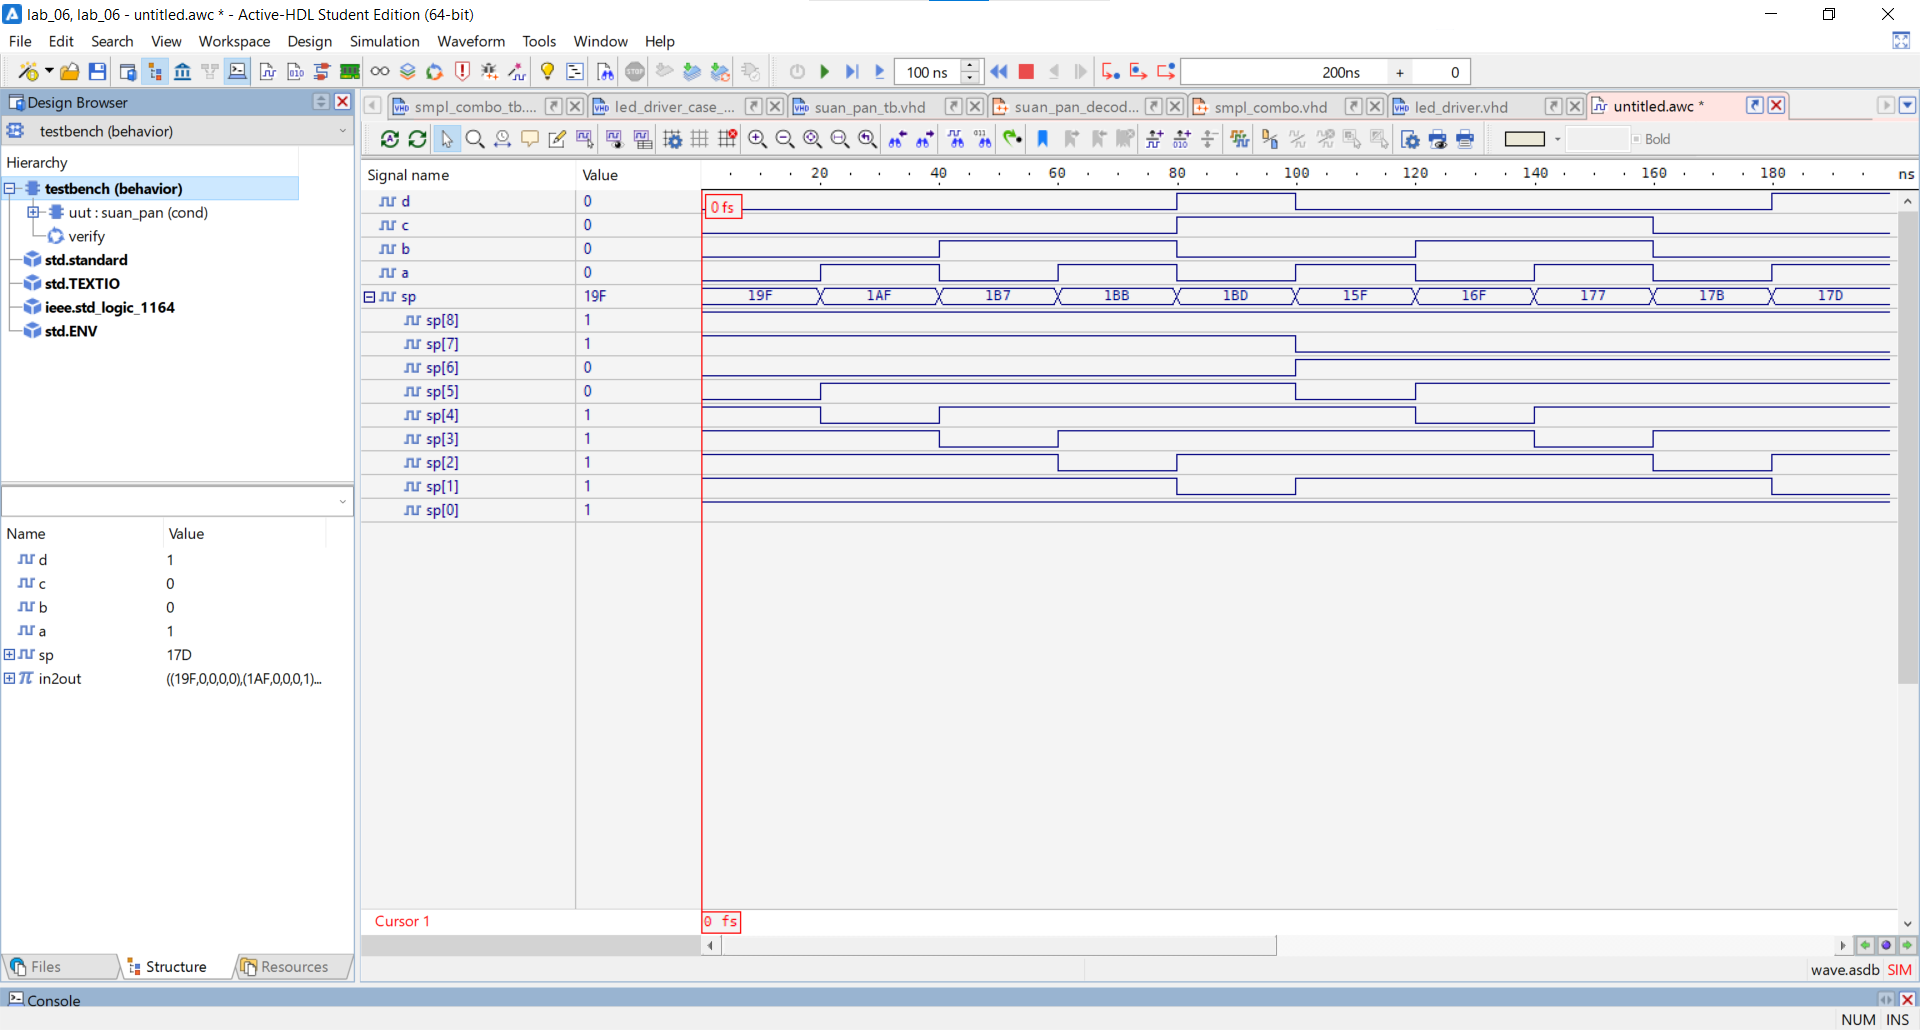 lab_06, lab_06 - untitled.awc * - Active-HDL Student Edition (64-bit)
File Edit Search View Workspace Design Simulation Waveform Tools Window Help
100 ns 200ns + 0
Design Browser
smpl_combo_tb.... led_driver_case_... suan_pan_tb.vhd suan_pan_decod... smpl_combo.vhd led_driver.vhd untitled.awc *
testbench (behavior)
Bold
Hierarchy
testbench (behavior)
uut : suan_pan (cond)
verify
std.standard
std.TEXTIO
ieee.std_logic_1164
std.ENV
Name Value
d 1
c 0
b 0
a 1
sp 17D
in2out ((19F,0,0,0,0),(1AF,0,0,0,1)...
Files Structure Resources
Signal name Value 20 40 60 80 100 120 140 160 180 ns
d 0 0 fs
c 0
b 0
a 0
sp 19F 19F 1AF 1B7 1BB 1BD 15F 16F 177 17B 17D
sp[8] 1
sp[7] 1
sp[6] 0
sp[5] 0
sp[4] 1
sp[3] 1
sp[2] 1
sp[1] 1
sp[0] 1
Cursor 1 0 fs
wave.asdb SIM
Console
NUM INS